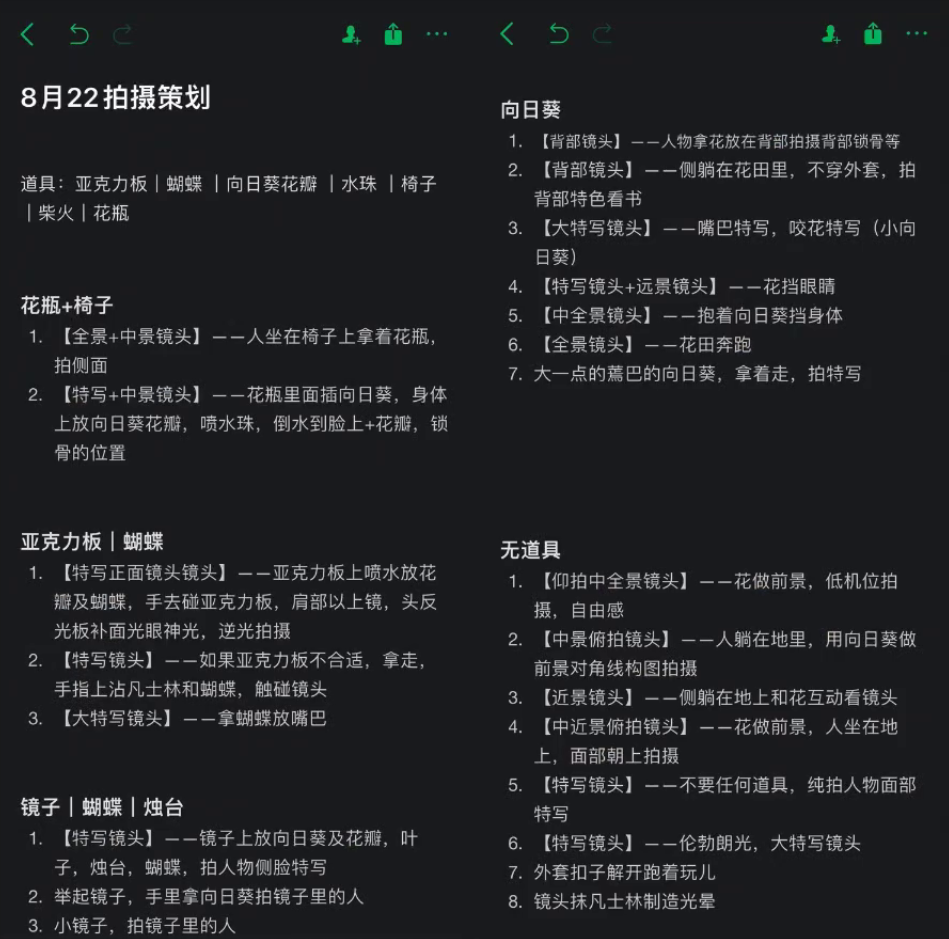 8月22拍摄策划
道具：亚克力板｜蝴蝶 ｜向日葵花瓣 ｜水珠 ｜椅子
｜柴火｜花瓶
花瓶+椅子
1. 【全景+中景镜头】——人坐在椅子上拿着花瓶，
拍侧面
2. 【特写+中景镜头】——花瓶里面插向日葵，身体
上放向日葵花瓣，喷水珠，倒水到脸上+花瓣，锁
骨的位置
亚克力板｜蝴蝶
1. 【特写正面镜头镜头】——亚克力板上喷水放花
瓣及蝴蝶，手去碰亚克力板，肩部以上镜，头反
光板补面光眼神光，逆光拍摄
2. 【特写镜头】——如果亚克力板不合适，拿走，
手指上沾凡士林和蝴蝶，触碰镜头
3. 【大特写镜头】——拿蝴蝶放嘴巴
镜子｜蝴蝶｜烛台
1. 【特写镜头】——镜子上放向日葵及花瓣，叶
子，烛台，蝴蝶，拍人物侧脸特写
2. 举起镜子，手里拿向日葵拍镜子里的人
3. 小镜子，拍镜子里的人
向日葵
1. 【背部镜头】——人物拿花放在背部拍摄背部锁骨等
2. 【背部镜头】——侧躺在花田里，不穿外套，拍
背部特色看书
3. 【大特写镜头】——嘴巴特写，咬花特写（小向
日葵）
4. 【特写镜头+远景镜头】——花挡眼睛
5. 【中全景镜头】——抱着向日葵挡身体
6. 【全景镜头】——花田奔跑
7. 大一点的蔫巴的向日葵，拿着走，拍特写
无道具
1. 【仰拍中全景镜头】——花做前景，低机位拍
摄，自由感
2. 【中景俯拍镜头】——人躺在地里，用向日葵做
前景对角线构图拍摄
3. 【近景镜头】——侧躺在地上和花互动看镜头
4. 【中近景俯拍镜头】——花做前景，人坐在地
上，面部朝上拍摄
5. 【特写镜头】——不要任何道具，纯拍人物面部
特写
6. 【特写镜头】——伦勃朗光，大特写镜头
7. 外套扣子解开跑着玩儿
8. 镜头抹凡士林制造光晕